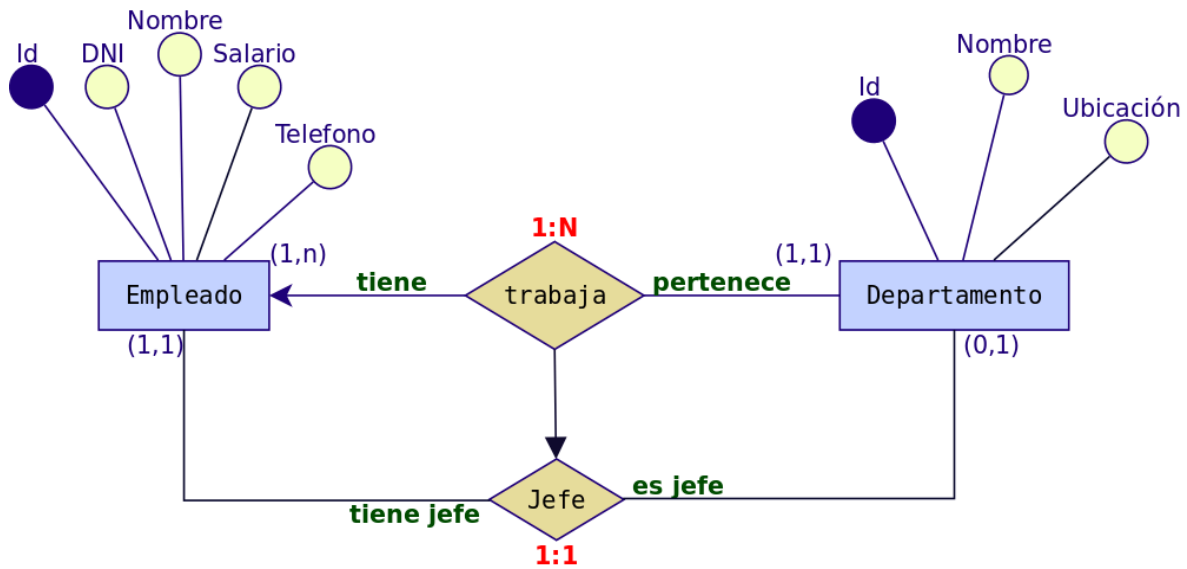 Nombre
Id
DNI
Salario
Telefono
Nombre
Id
Ubicación
1:N
(1,n)
(1,1)
tiene
pertenece
Empleado
trabaja
Departamento
(1,1)
(0,1)
es jefe
Jefe
tiene jefe
1:1